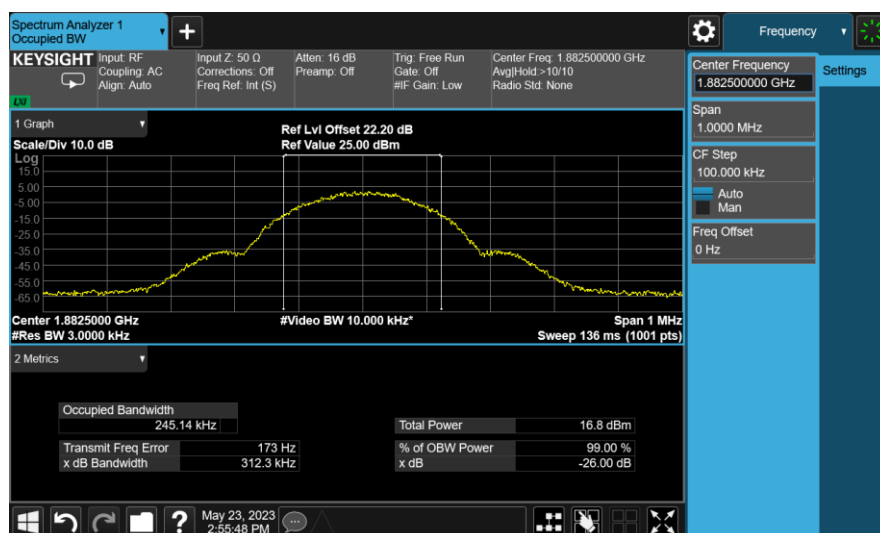 Spectrum Analyzer 1
Occupied BW
+
Frequency
KEYSIGHT
Input: RF
Coupling: AC
Align: Auto
Input Z: 50 Ω
Corrections: Off
Freq Ref: Int (S)
Atten: 16 dB
Preamp: Off
Trig: Free Run
Gate: Off
#IF Gain: Low
Center Freq: 1.882500000 GHz
Avg|Hold:>10/10
Radio Std: None
LXI
Center Frequency
1.882500000 GHz
Settings
Span
1.0000 MHz
CF Step
100.000 kHz
Auto
Man
Freq Offset
0 Hz
1 Graph
Scale/Div 10.0 dB
Ref Lvl Offset 22.20 dB
Ref Value 25.00 dBm
Log
15.0
5.00
-5.00
-15.0
-25.0
-35.0
-45.0
-55.0
-65.0
Center 1.8825000 GHz
#Res BW 3.0000 kHz
#Video BW 10.000 kHz*
Span 1 MHz
Sweep 136 ms (1001 pts)
2 Metrics
Occupied Bandwidth
245.14 kHz
Total Power 16.8 dBm
Transmit Freq Error 173 Hz
% of OBW Power 99.00 %
x dB Bandwidth 312.3 kHz
x dB -26.00 dB
?
May 23, 2023
2:55:48 PM